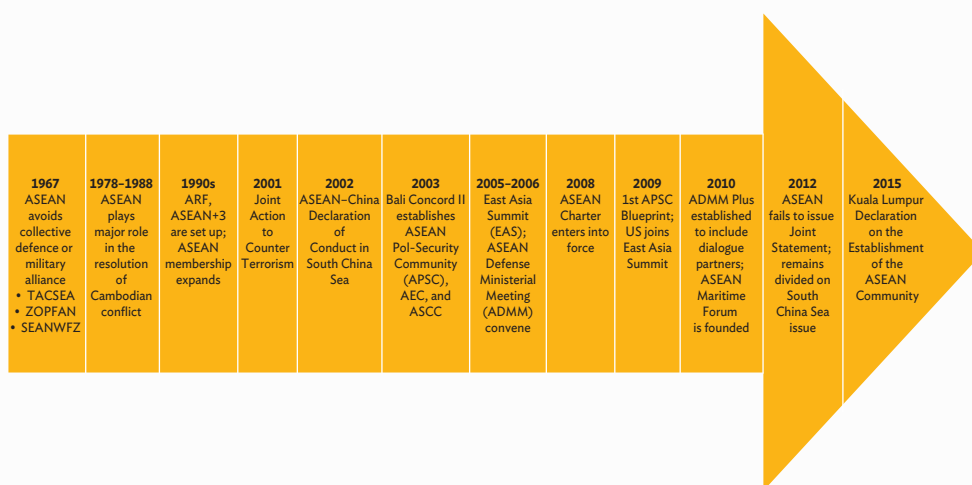 1967
ASEAN
avoids
collective
defence or
military
alliance
• TACSEA
• ZOPFAN
• SEANWFZ
1978–1988
ASEAN
plays
major role
in the
resolution
of
Cambodian
conflict
1990s
ARF,
ASEAN+3
are set up;
ASEAN
membership
expands
2001
Joint
Action
to
Counter
Terrorism
2002
ASEAN–China
Declaration
of
Conduct in
South China
Sea
2003
Bali Concord II
establishes
ASEAN
Pol-Security
Community
(APSC),
AEC, and
ASCC
2005–2006
East Asia
Summit
(EAS);
ASEAN
Defense
Ministerial
Meeting
(ADMM)
convene
2008
ASEAN
Charter
enters into
force
2009
1st APSC
Blueprint;
US joins
East Asia
Summit
2010
ADMM Plus
established
to include
dialogue
partners;
ASEAN
Maritime
Forum
is founded
2012
ASEAN
fails to issue
Joint
Statement;
remains
divided on
South
China Sea
issue
2015
Kuala Lumpur
Declaration
on the
Establishment
of the
ASEAN
Community